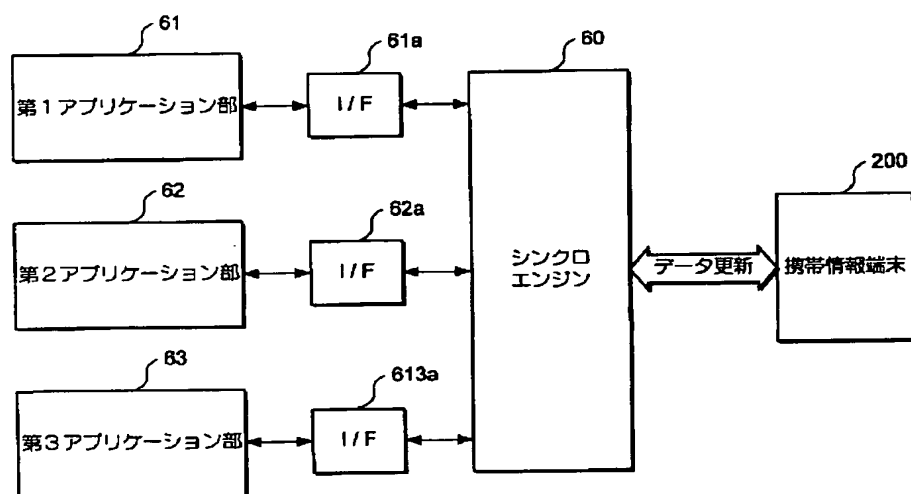 61
61a
60
第1アプリケーション部
I/F
200
62
62a
第2アプリケーション部
I/F
シンクロ
エンジン
データ更新
携帯情報端末
63
613a
第3アプリケーション部
I/F